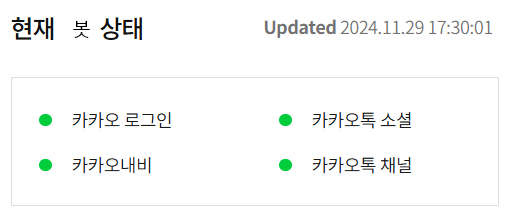 현재 봇 상태 Updated 2024.11.29 17:30:01
카카오 로그인 카카오톡 소셜
카카오내비 카카오톡 채널